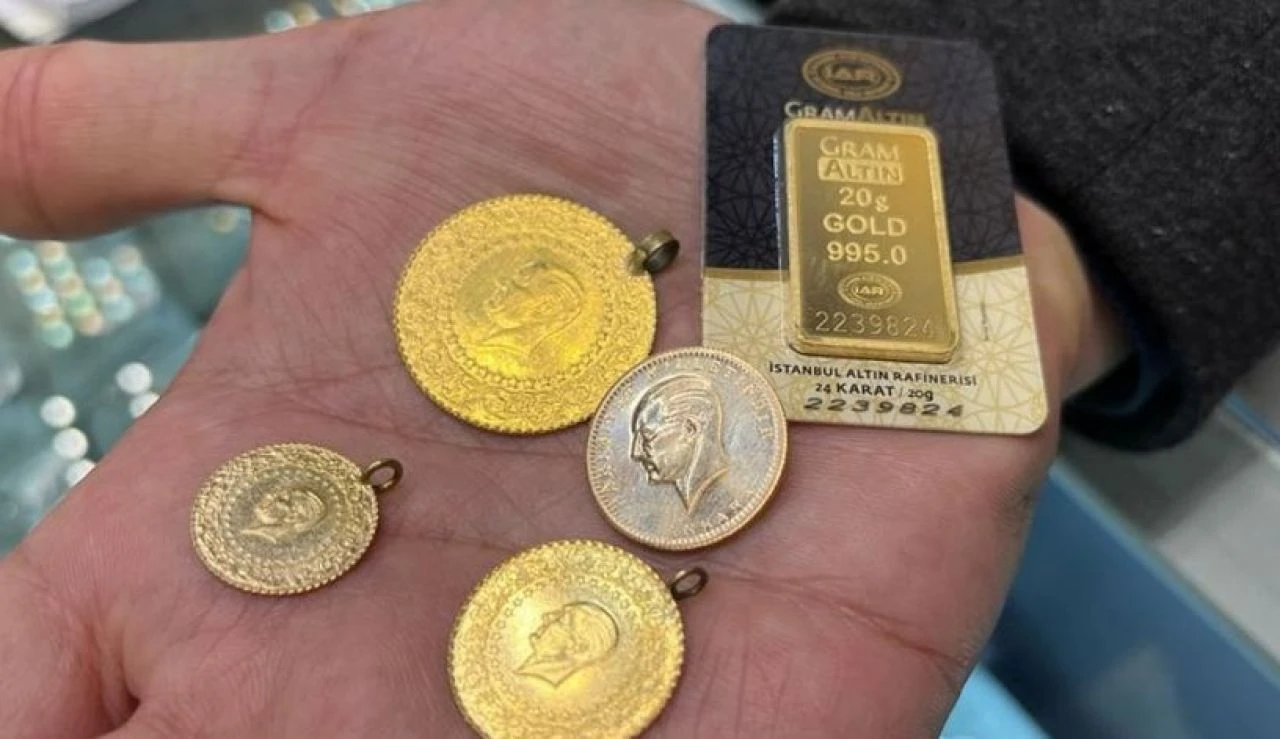 IAR
GRAMALTIN
GRAM
ALTIN
20g
GOLD
995.0
IAR
2239824
İSTANBUL ALTIN RAFİNERİSİ
24 KARAT / 20g
2239824